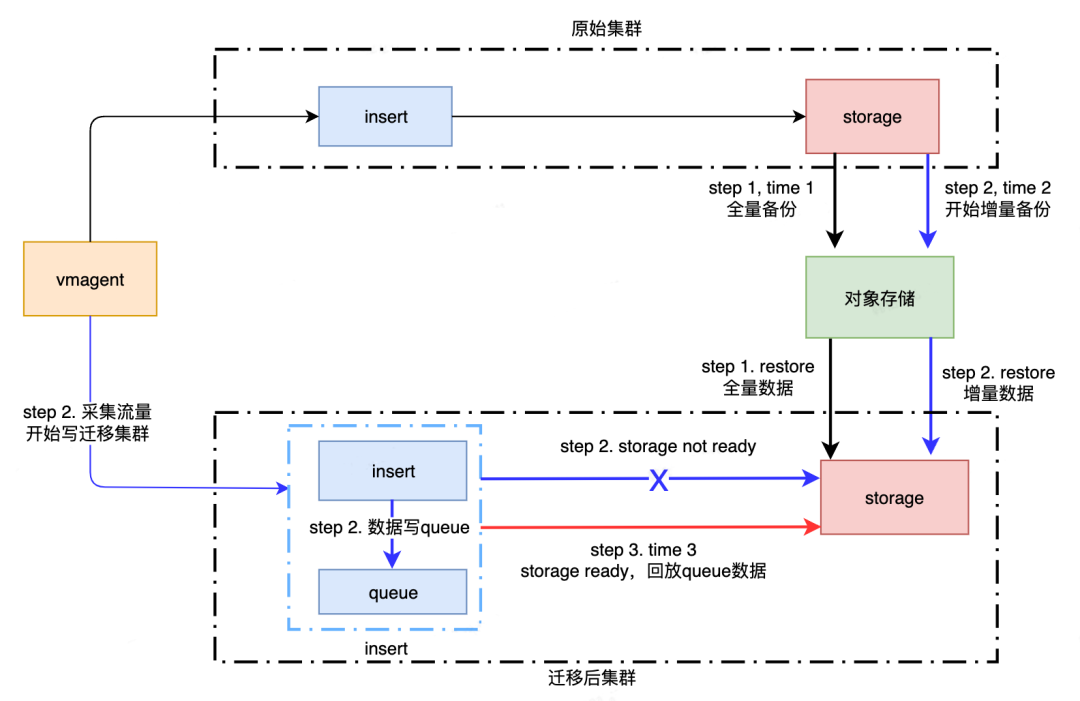 原始集群
insert
storage
step 1, time 1
全量备份
step 2, time 2
开始增量备份
vmagent
对象存储
step 1. restore
全量数据
step 2. restore
增量数据
step 2. 采集流量
开始写迁移集群
insert
step 2. storage not ready
X
storage
step 2. 数据写queue
step 3. time 3
storage ready，回放queue数据
queue
insert
迁移后集群